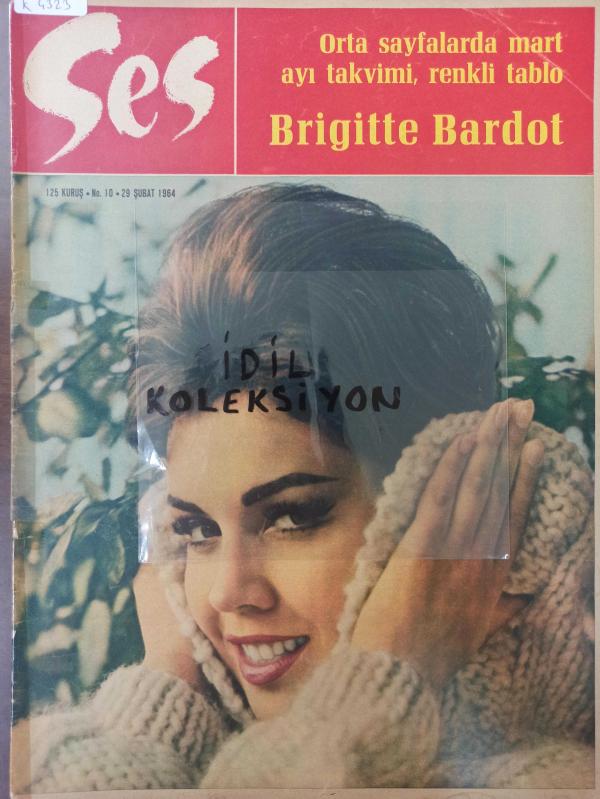 K 4323
Ses
Orta sayfalarda mart
ayı takvimi, renkli tablo
Brigitte Bardot
125 KURUŞ • No. 10 • 29 ŞUBAT 1964
İDİL
KOLEKSİYON